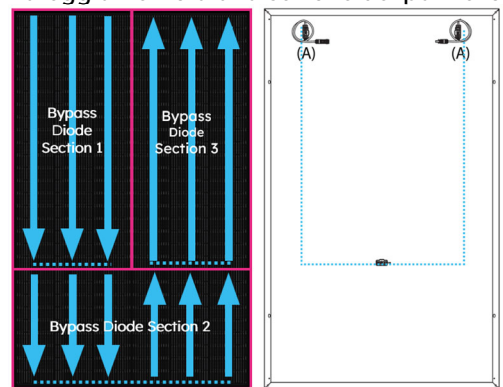 Bypass
Diode
Section 1
Bypass
Diode
Section 3
Bypass Diode Section 2
(A)
(A)